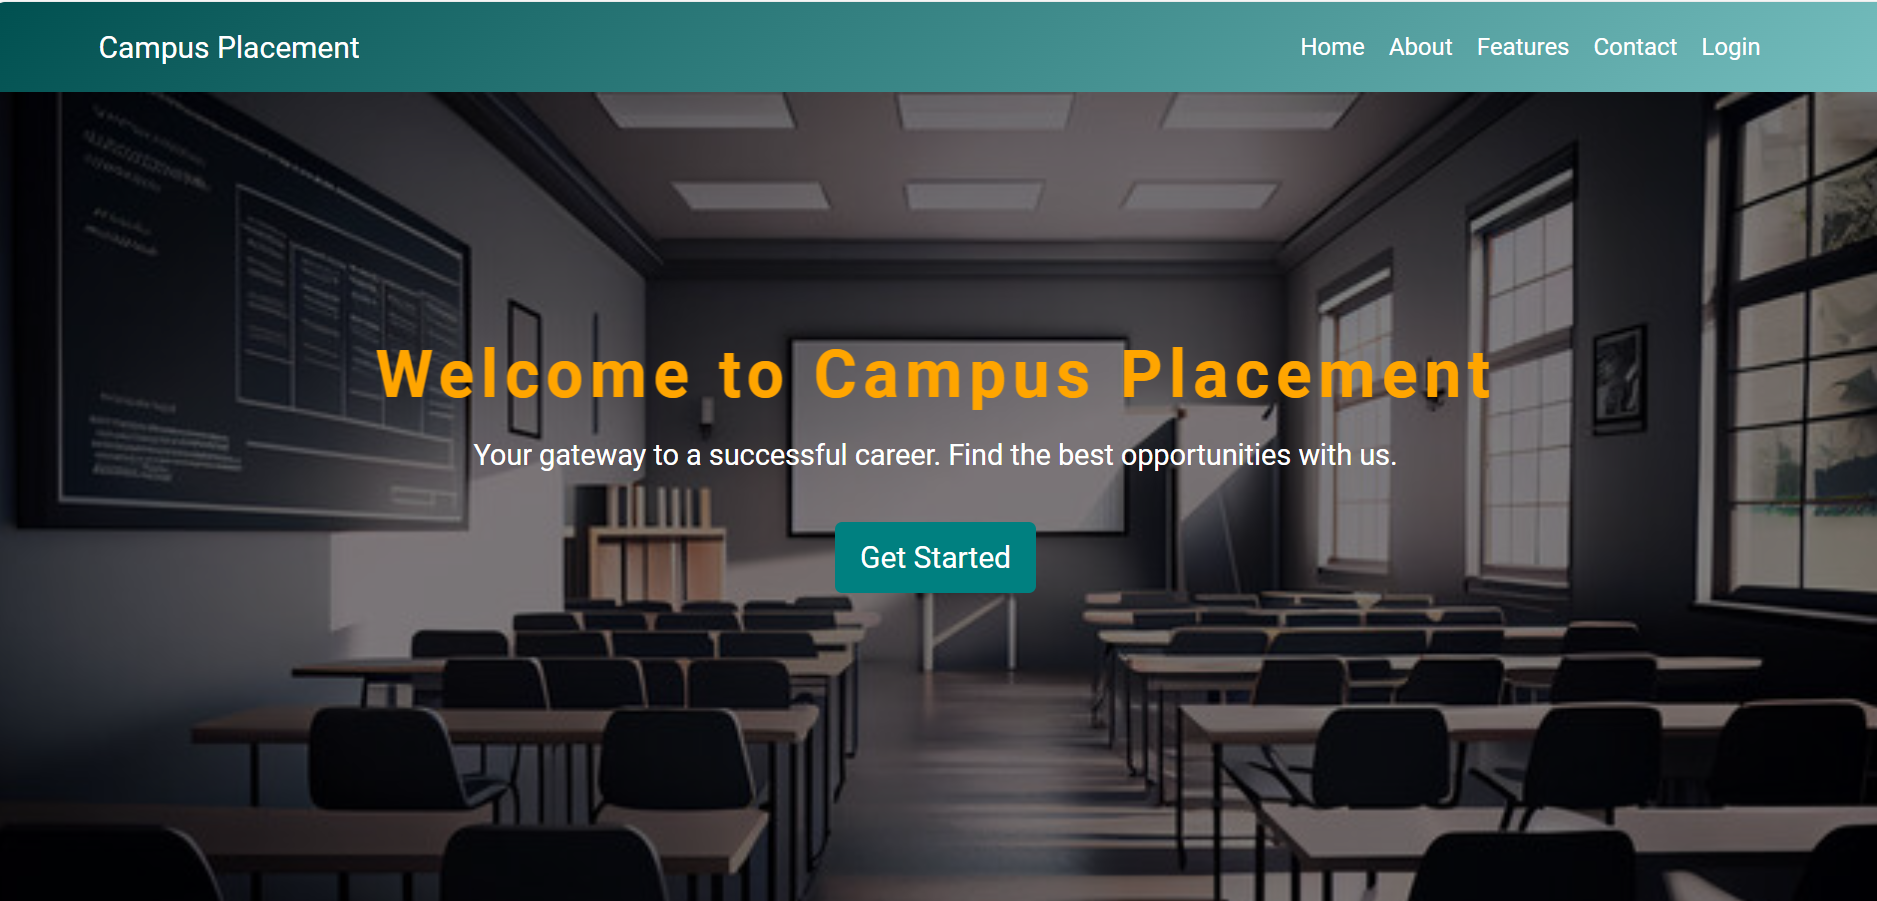 Campus Placement
Home About Features Contact Login
Welcome to Campus Placement
Your gateway to a successful career. Find the best opportunities with us.
Get Started